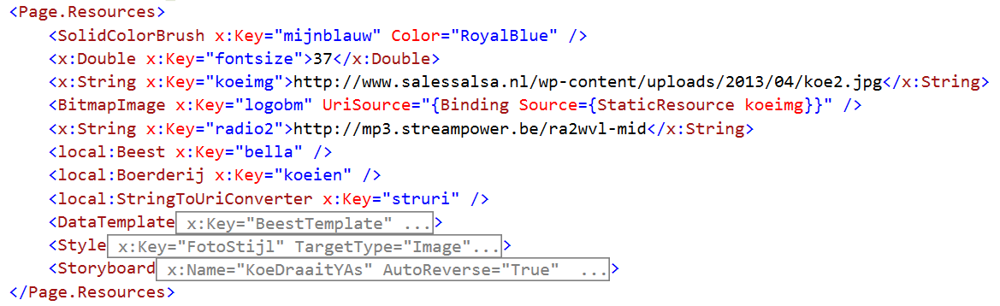 <Page.Resources>
<SolidColorBrush x:Key="mijnblauw" Color="RoyalBlue" />
<x:Double x:Key="fontsize">37</x:Double>
<x:String x:Key="koeimg">http://www.salessalsa.nl/wp-content/uploads/2013/04/koe2.jpg</x:String>
<BitmapImage x:Key="logobm" UriSource="{Binding Source={StaticResource koeimg}}" />
<x:String x:Key="radio2">http://mp3.streampower.be/ra2wvl-mid</x:String>
<local:Beest x:Key="bella" />
<local:Boerderij x:Key="koeien" />
<local:StringToUriConverter x:Key="struri" />
<DataTemplate x:Key="BeestTemplate" ...>
<Style x:Key="FotoStijl" TargetType="Image"...>
<Storyboard x:Name="KoeDraaitYAs" AutoReverse="True" ...>
</Page.Resources>